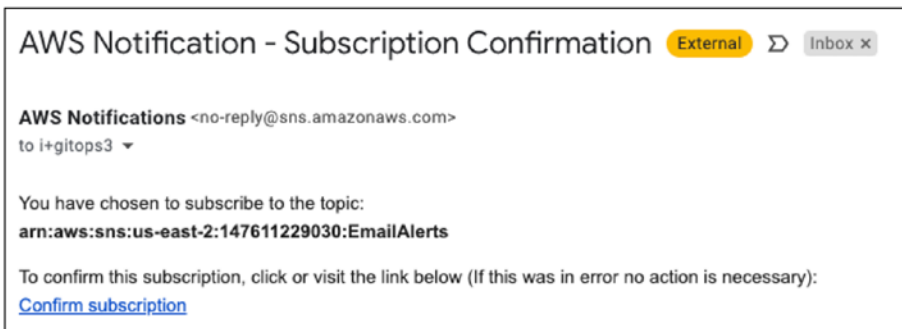 AWS Notification - Subscription Confirmation External Inbox ×
AWS Notifications <no-reply@sns.amazonaws.com>
to i+gitops3
You have chosen to subscribe to the topic:
arn:aws:sns:us-east-2:147611229030:EmailAlerts
To confirm this subscription, click or visit the link below (If this was in error no action is necessary):
Confirm subscription